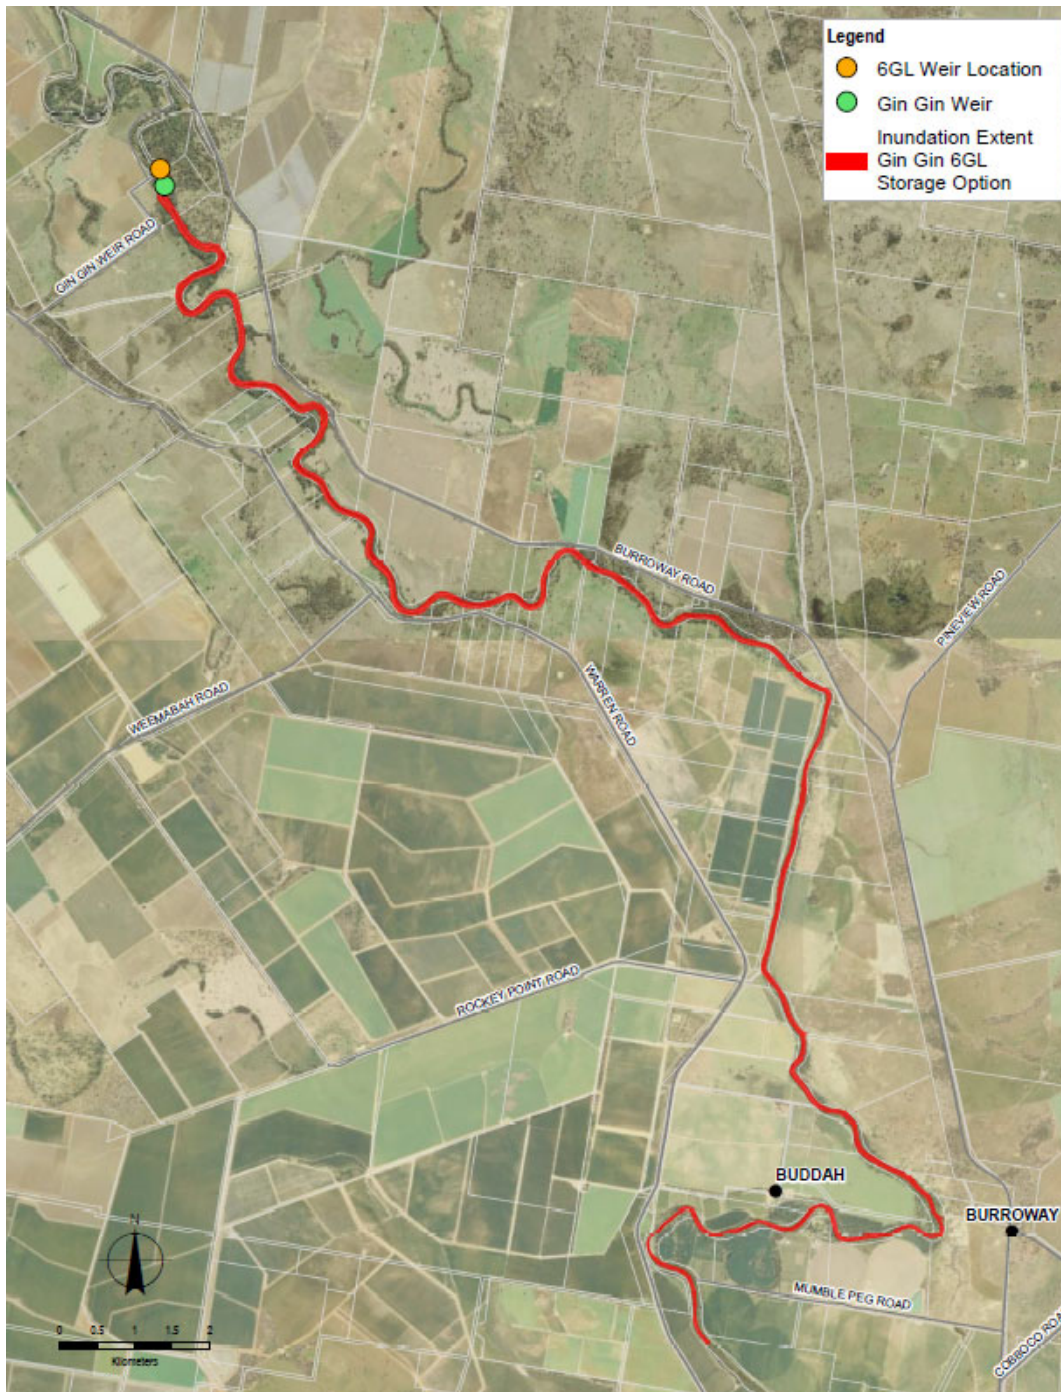 Legend
6GL Weir Location
Gin Gin Weir
Inundation Extent
Gin Gin 6GL
Storage Option
GIN GIN WEIR ROAD
BURROWAY ROAD
PINEVIEW ROAD
WEEMABAH ROAD
WARREN ROAD
ROCKEY POINT ROAD
BUDDAH
BURROWAY
MUMBLE PEG ROAD
COBBOCO ROAD
N
0 0.5 1 1.5 2
Kilometers